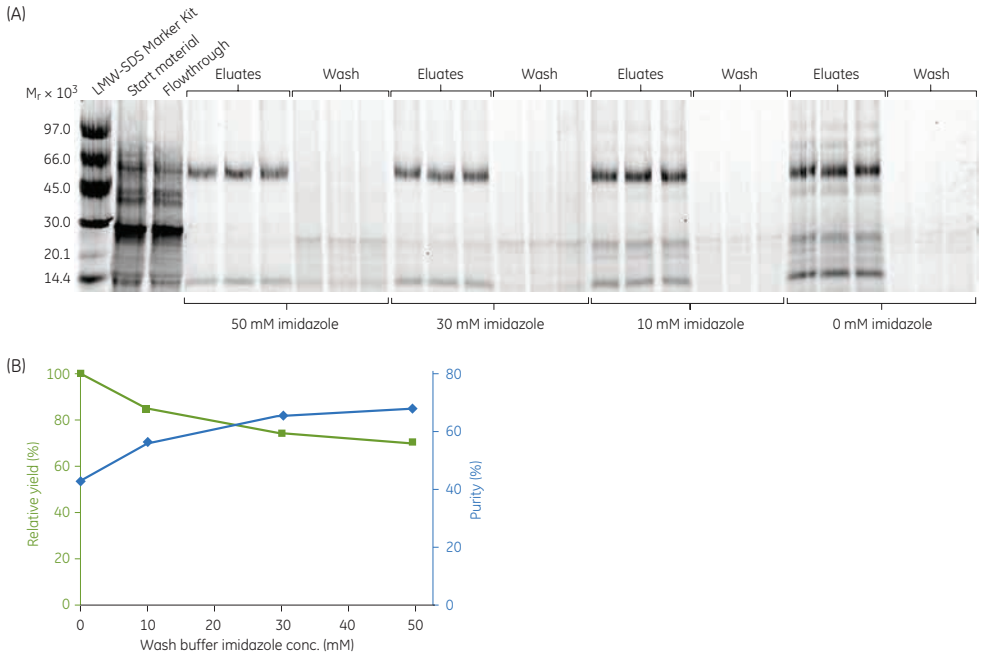 (A)
LMW-SDS Marker Kit
Start material
Flowthrough
Eluates Wash Eluates Wash Eluates Wash Eluates Wash
Mr × 10³
97.0
66.0
45.0
30.0
20.1
14.4
50 mM imidazole 30 mM imidazole 10 mM imidazole 0 mM imidazole
(B)
100
80
60
40
20
0
Relative yield (%)
80
60
40
20
0
Purity (%)
0 10 20 30 40 50
Wash buffer imidazole conc. (mM)